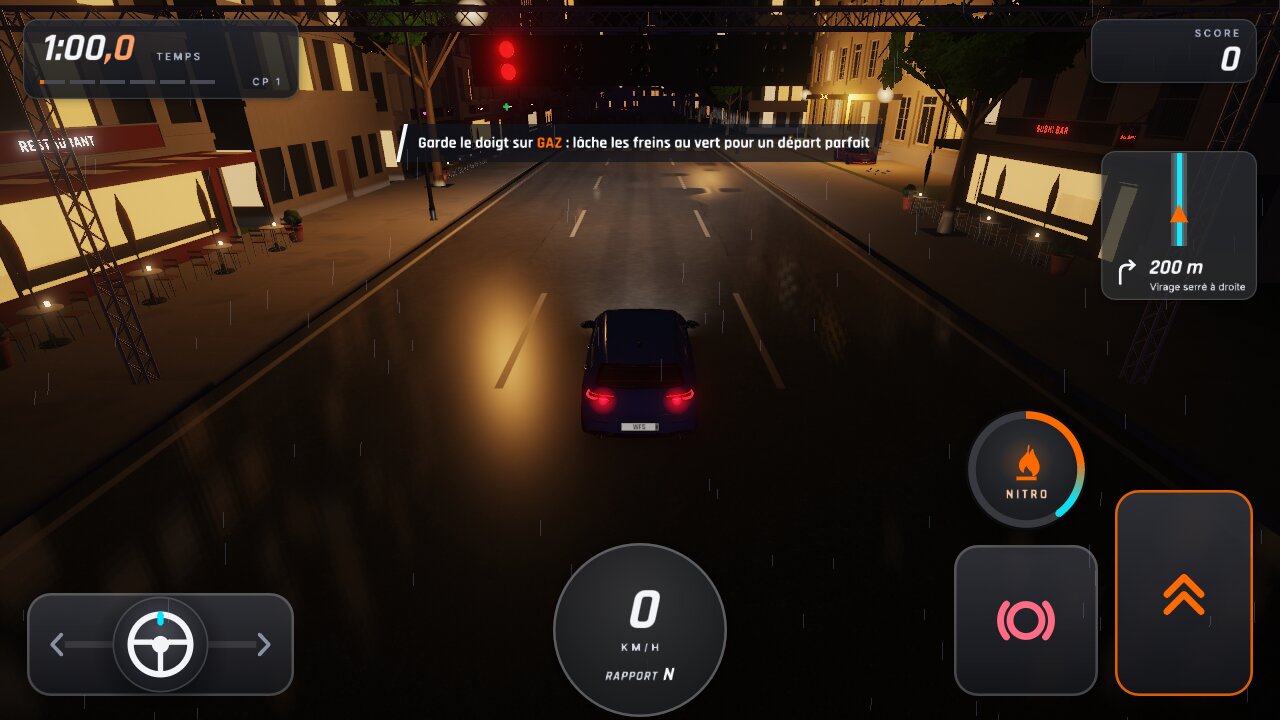 1:00,0 TEMPS
CP 1
SCORE
0
RESTAURANT
SUSHI BAR
Garde le doigt sur GAZ : lâche les freins au vert pour un départ parfait
200 m
Virage serré à droite
WFS
NITRO
0
KM/H
RAPPORT N